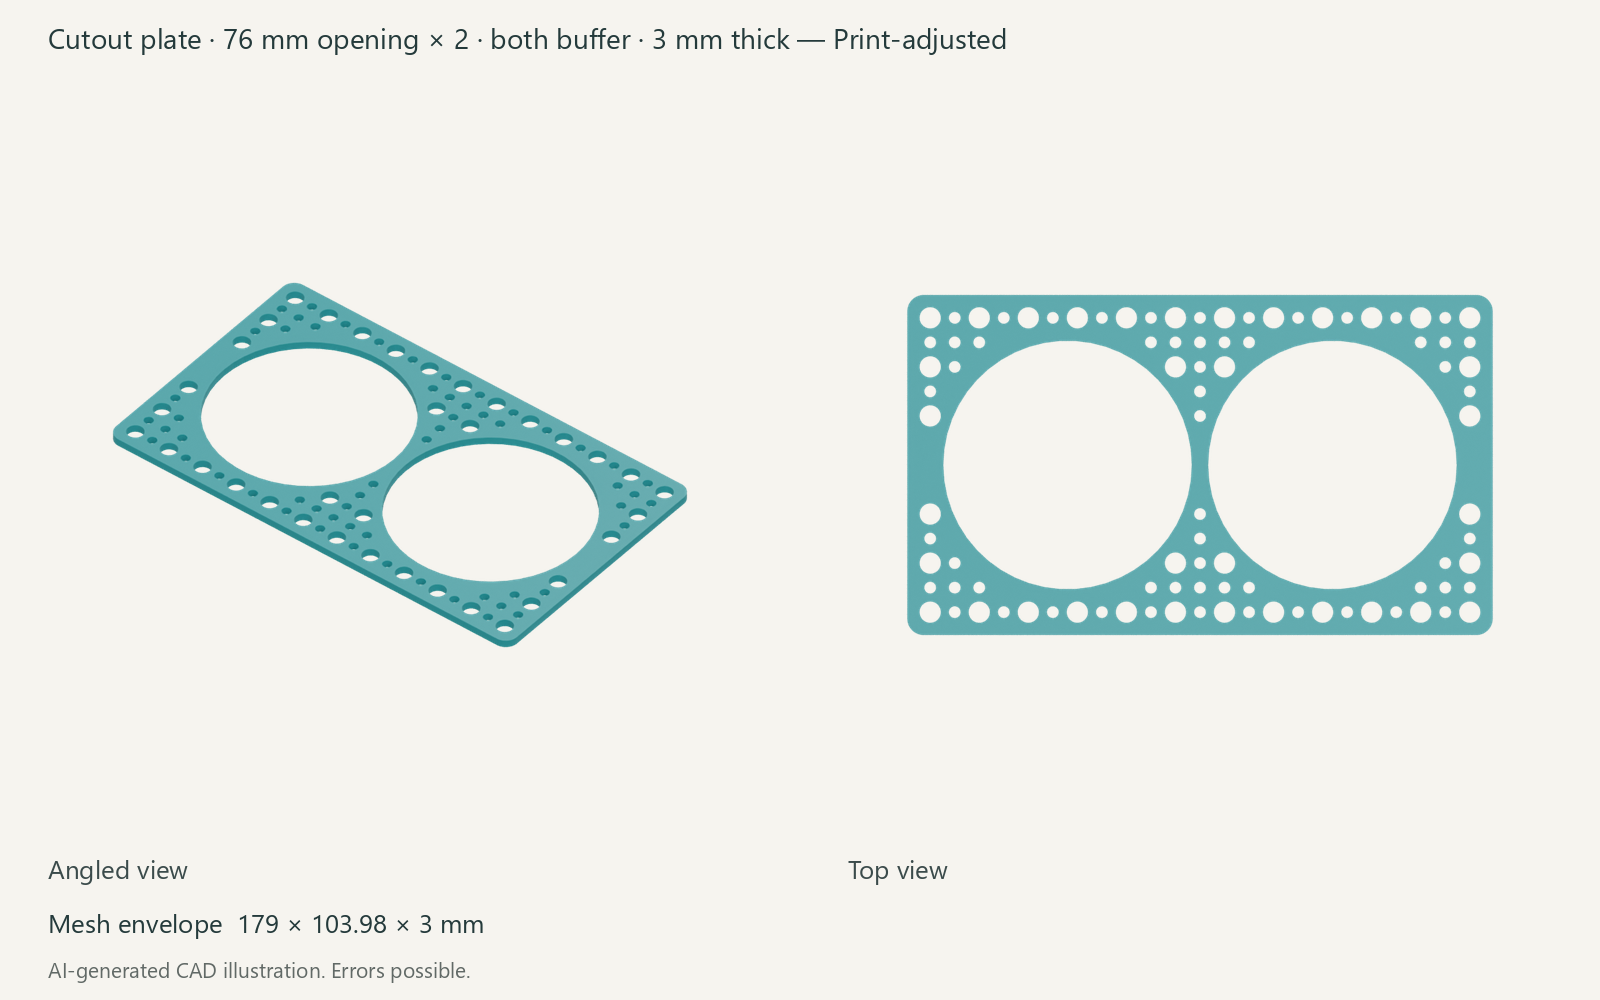 Cutout plate · 76 mm opening × 2 · both buffer · 3 mm thick — Print-adjusted
Angled view
Top view
Mesh envelope 179 × 103.98 × 3 mm
AI-generated CAD illustration. Errors possible.